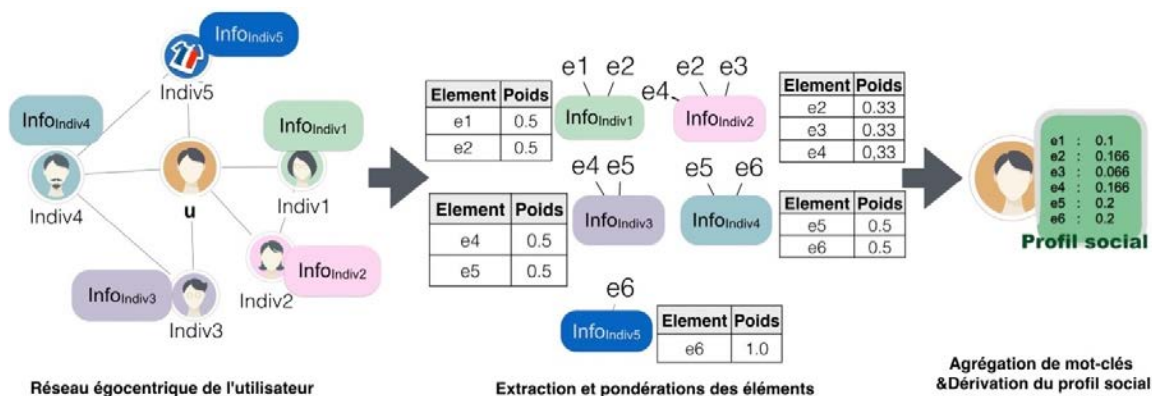 InfoIndiv5
Indiv5
InfoIndiv4
InfoIndiv1
Indiv4
u
Indiv1
InfoIndiv3
InfoIndiv2
Indiv3
Indiv2
Réseau égocentrique de l'utilisateur
Element Poids
e1 0.5
e2 0.5
e1 e2
InfoIndiv1
e2 e3
e4
InfoIndiv2
Element Poids
e2 0.33
e3 0.33
e4 0,33
Element Poids
e4 0.5
e5 0.5
e4 e5
InfoIndiv3
e5 e6
InfoIndiv4
Element Poids
e5 0.5
e6 0.5
e6
InfoIndiv5
Element Poids
e6 1.0
Extraction et pondérations des éléments
e1 : 0.1
e2 : 0.166
e3 : 0.066
e4 : 0.166
e5 : 0.2
e6 : 0.2
Profil social
Agrégation de mot-clés
&Dérivation du profil social